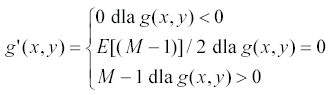 0 dla g(x, y) < 0
g'(x, y) = { E[(M − 1)] / 2 dla g(x, y) = 0
M − 1 dla g(x, y) > 0